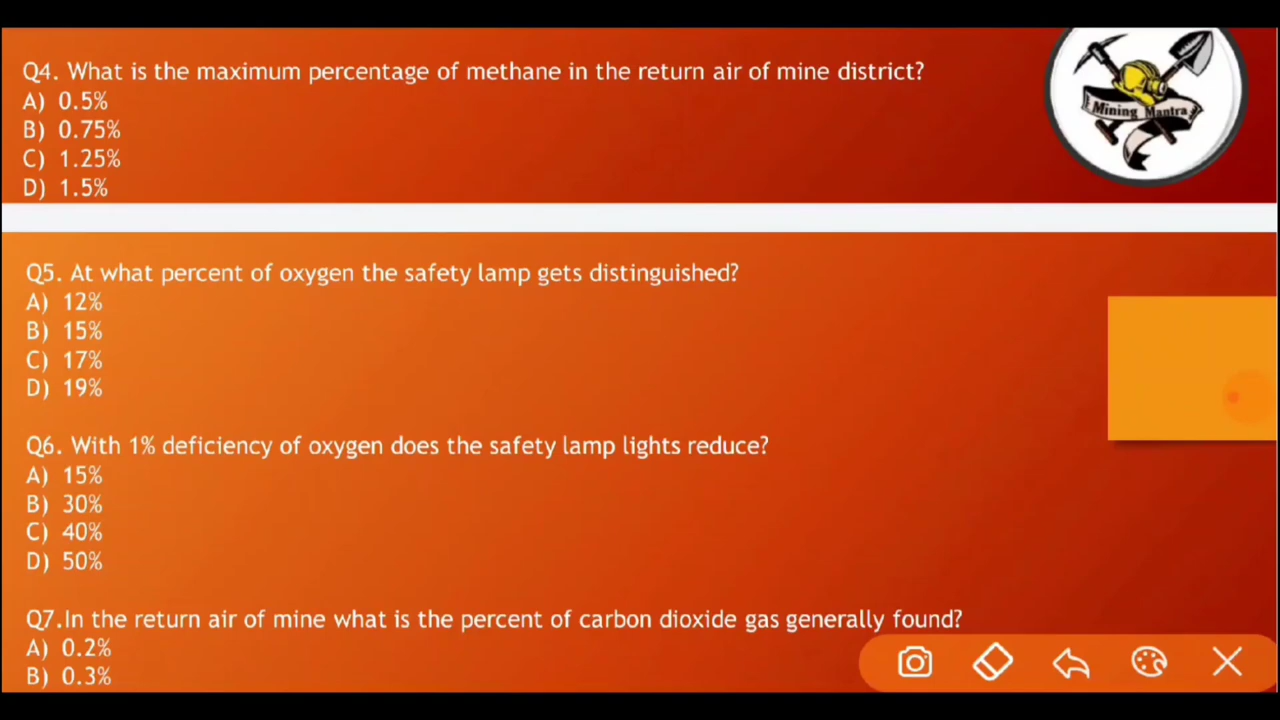 Q4. What is the maximum percentage of methane in the return air of mine district?
A) 0.5%
B) 0.75%
C) 1.25%
D) 1.5%
Mining Mantra
Q5. At what percent of oxygen the safety lamp gets distinguished?
A) 12%
B) 15%
C) 17%
D) 19%
Q6. With 1% deficiency of oxygen does the safety lamp lights reduce?
A) 15%
B) 30%
C) 40%
D) 50%
Q7.In the return air of mine what is the percent of carbon dioxide gas generally found?
A) 0.2%
B) 0.3%